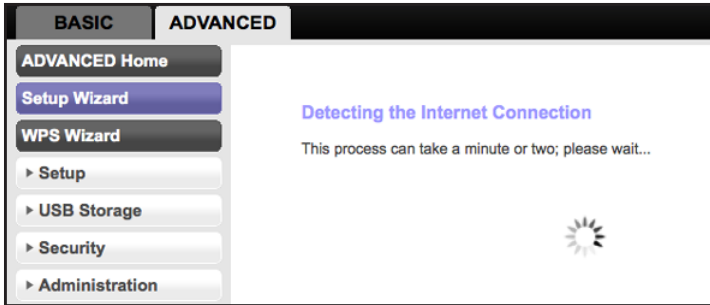 BASIC
ADVANCED
ADVANCED Home
Setup Wizard
WPS Wizard
Setup
USB Storage
Security
Administration
Detecting the Internet Connection
This process can take a minute or two; please wait...